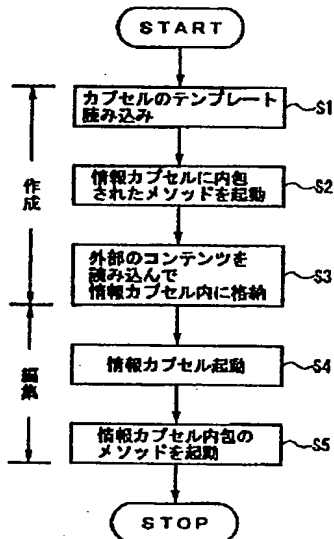 START
カプセルのテンプレート
読み込み
S1
情報カプセルに内包
されたメソッドを起動
S2
作成
外部のコンテンツを
読み込んで
情報カプセル内に格納
S3
情報カプセル起動
S4
編集
情報カプセル内包の
メソッドを起動
S5
STOP